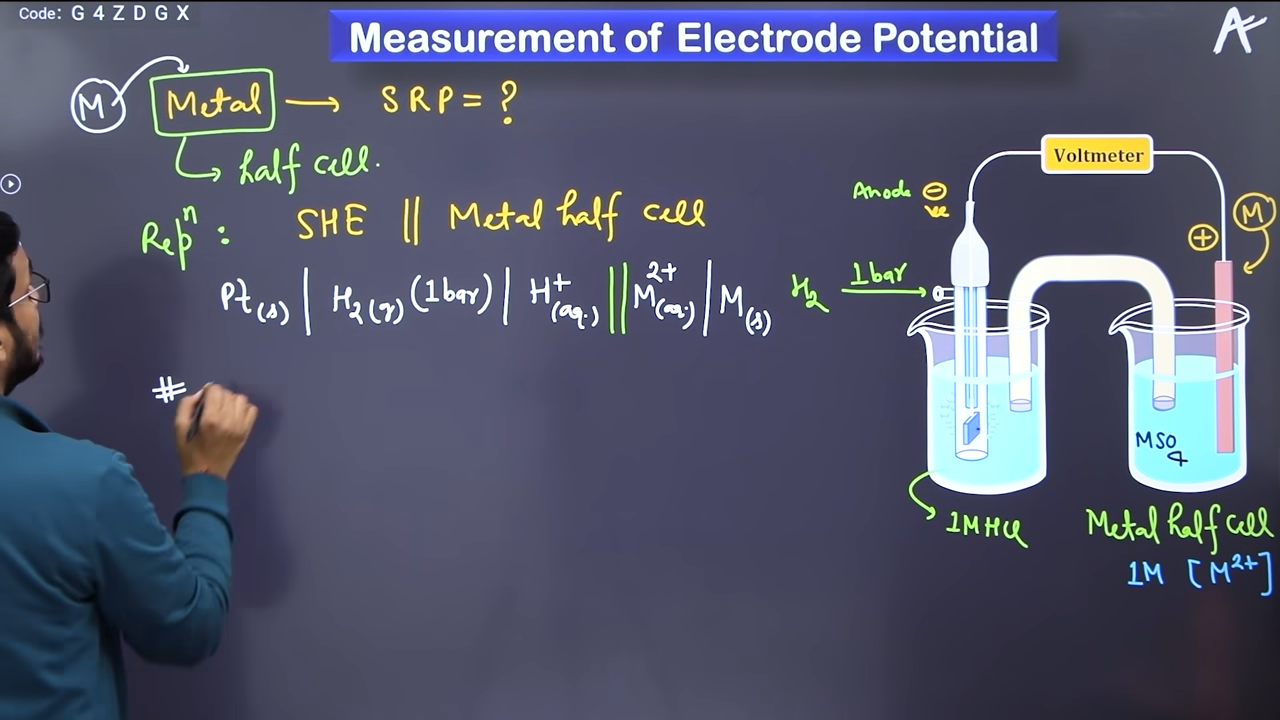 Code: G 4 Z D G X
Measurement of Electrode Potential
A
M Metal → SRP = ?
half cell.
Repⁿ : SHE || Metal half cell
Pt(s) | H₂(g) (1bar) | H⁺(aq.) || M²⁺(aq.) | M(s)
#
Voltmeter
Anode ⊖
ve
⊕ M
H₂ 1bar
MSO₄
1M HCl
Metal half cell
1M [M²⁺]